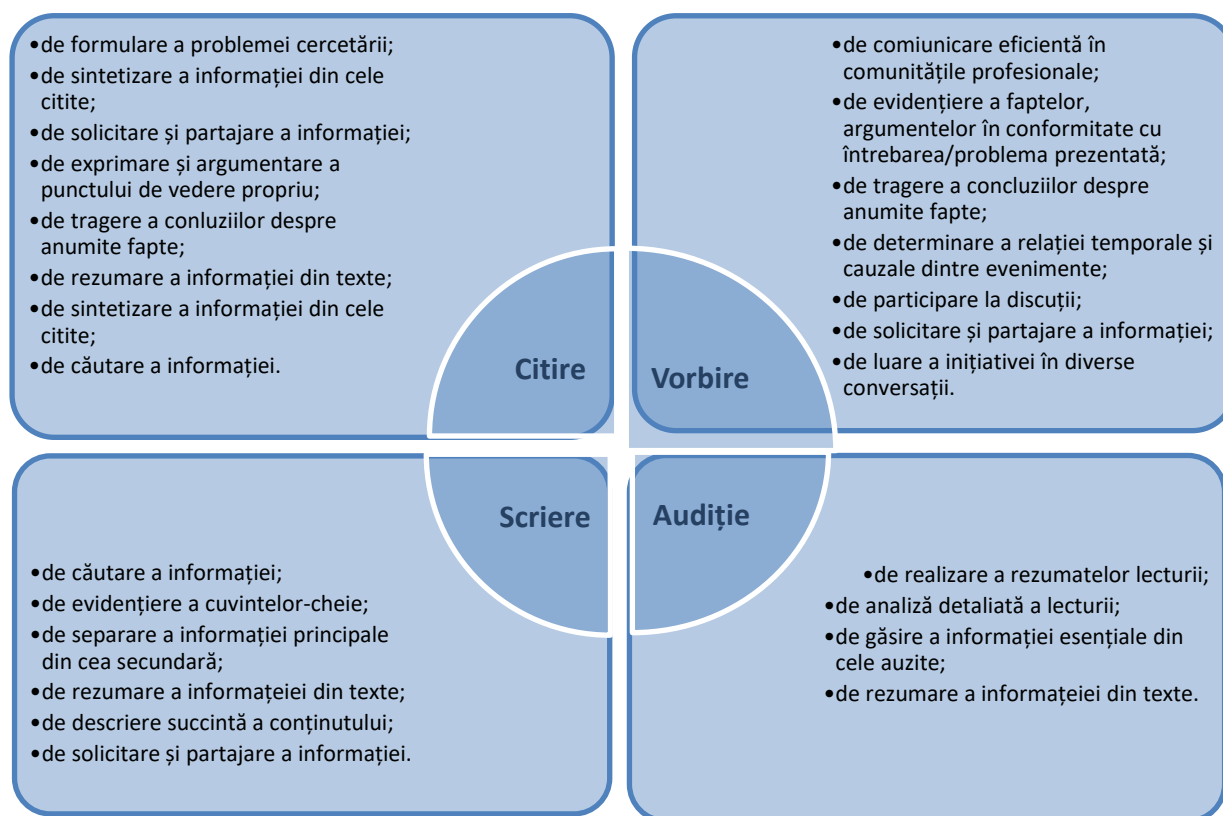 •de formulare a problemei cercetării;
•de sintetizare a informației din cele
citite;
•de solicitare și partajare a informației;
•de exprimare și argumentare a
punctului de vedere propriu;
•de tragere a conluziilor despre
anumite fapte;
•de rezumare a informației din texte;
•de sintetizare a informației din cele
citite;
•de căutare a informației.
Citire
•de comiunicare eficientă în
comunitățile profesionale;
•de evidențiere a faptelor,
argumentelor în conformitate cu
întrebarea/problema prezentată;
•de tragere a concluziilor despre
anumite fapte;
•de determinare a relației temporale și
cauzale dintre evenimente;
•de participare la discuții;
•de solicitare și partajare a informației;
•de luare a inițiativei în diverse
conversații.
Vorbire
Scriere
•de căutare a informației;
•de evidențiere a cuvintelor-cheie;
•de separare a informației principale
din cea secundară;
•de rezumare a informațeiei din texte;
•de descriere succintă a conținutului;
•de solicitare și partajare a informației.
Audiție
•de realizare a rezumatelor lecturii;
•de analiză detaliată a lecturii;
•de găsire a informației esențiale din
cele auzite;
•de rezumare a informațeiei din texte.